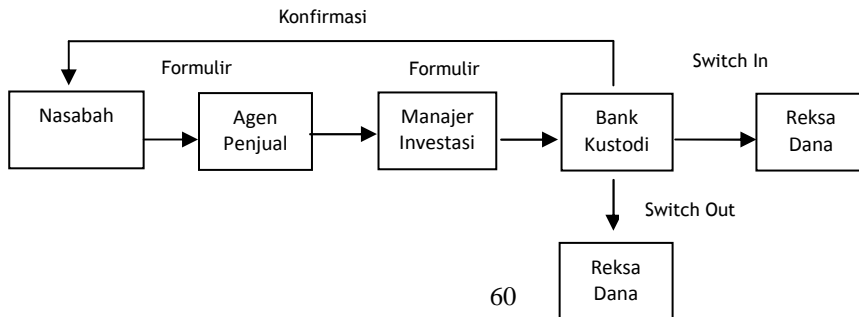 Konfirmasi
Formulir
Formulir
Switch In
Nasabah
Agen
Penjual
Manajer
Investasi
Bank
Kustodi
Reksa
Dana
Switch Out
Reksa
Dana
60